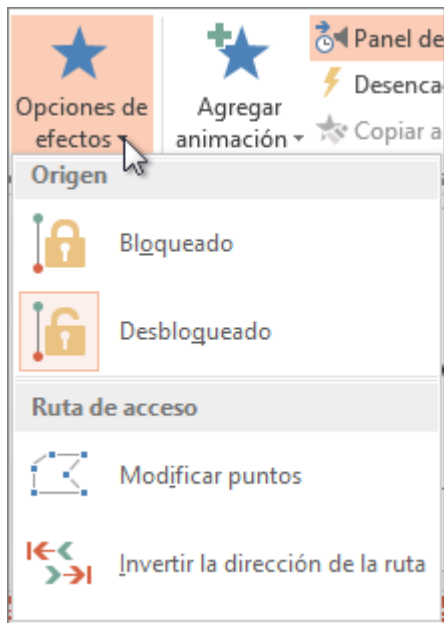 Opciones de
efectos
Agregar
animación
Panel de
Desenca
Copiar a
Origen
Bloqueado
Desbloqueado
Ruta de acceso
Modificar puntos
Invertir la dirección de la ruta